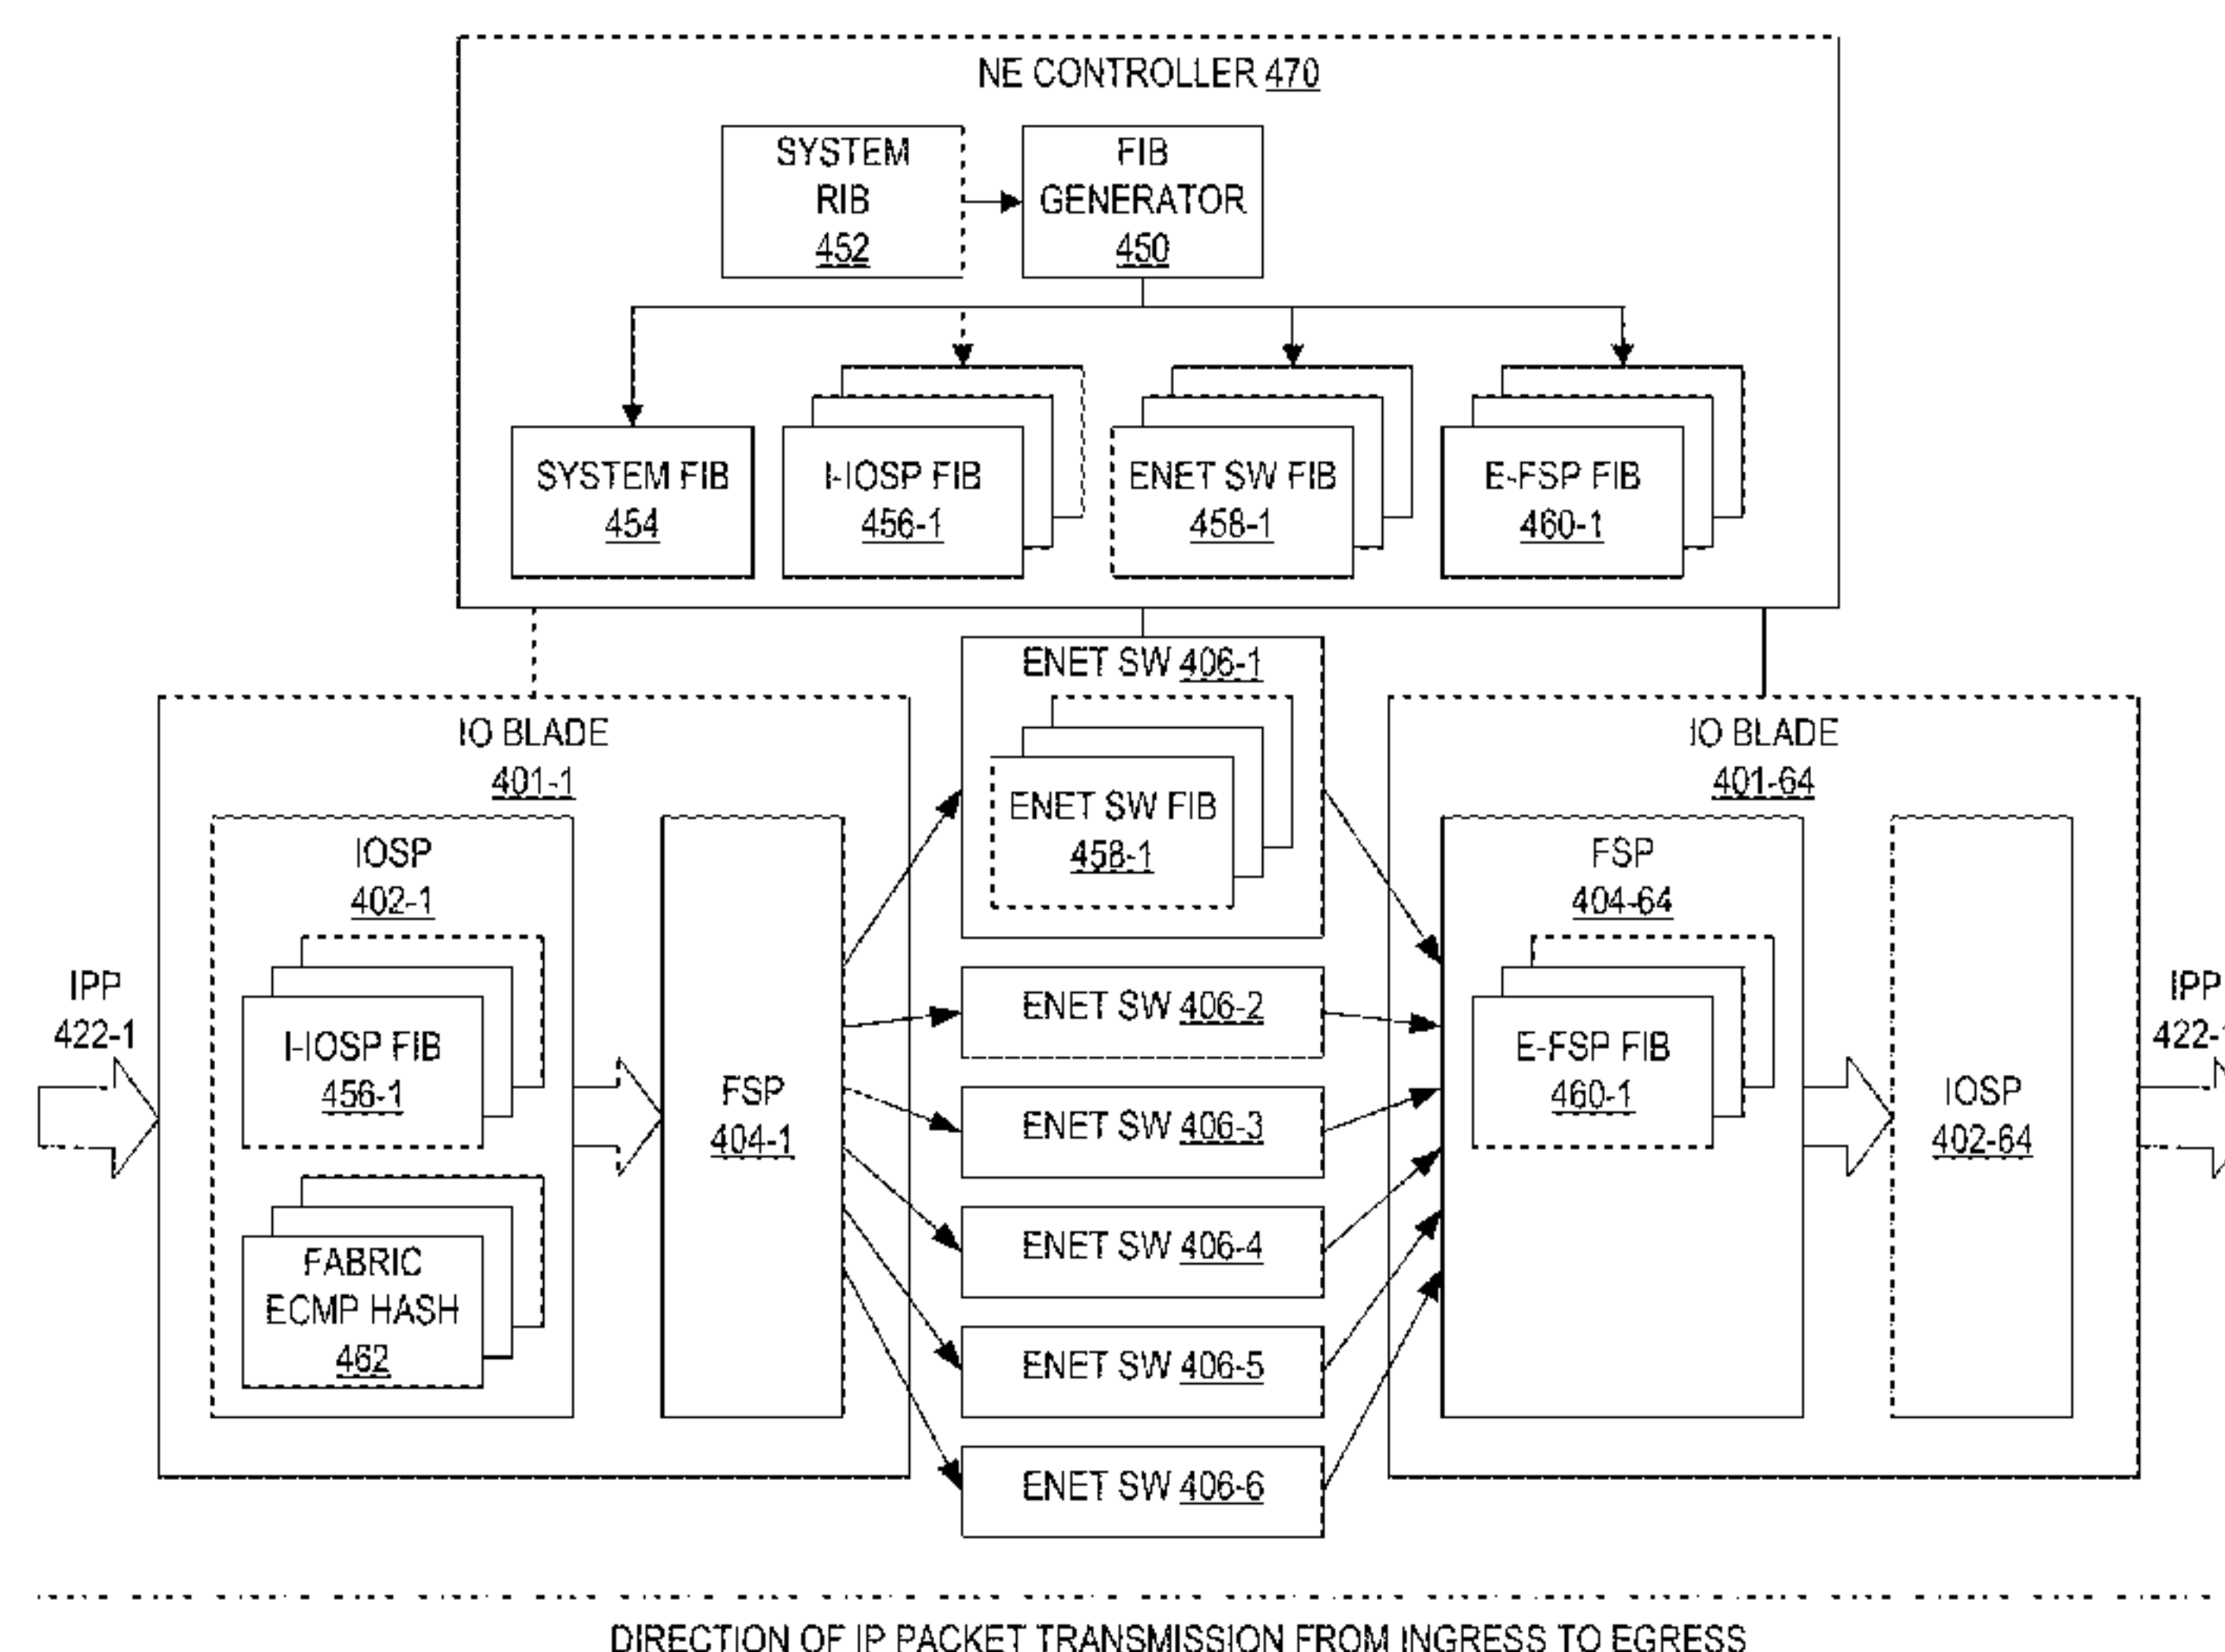 NE CONTROLLER 470
SYSTEM
RIB
452
FIB
GENERATOR
450
SYSTEM FIB
454
I-IOSP FIB
456-1
ENET SW FIB
458-1
E-FSP FIB
460-1
ENET SW 406-1
ENET SW FIB
458-1
IO BLADE
401-1
IOSP
402-1
I-IOSP FIB
456-1
FABRIC
ECMP HASH
462
IPP
422-1
FSP
404-1
ENET SW 406-2
ENET SW 406-3
ENET SW 406-4
ENET SW 406-5
ENET SW 406-6
IO BLADE
401-64
FSP
404-64
E-FSP FIB
460-1
IOSP
402-64
IPP
422-1
DIRECTION OF IP PACKET TRANSMISSION FROM INGRESS TO EGRESS